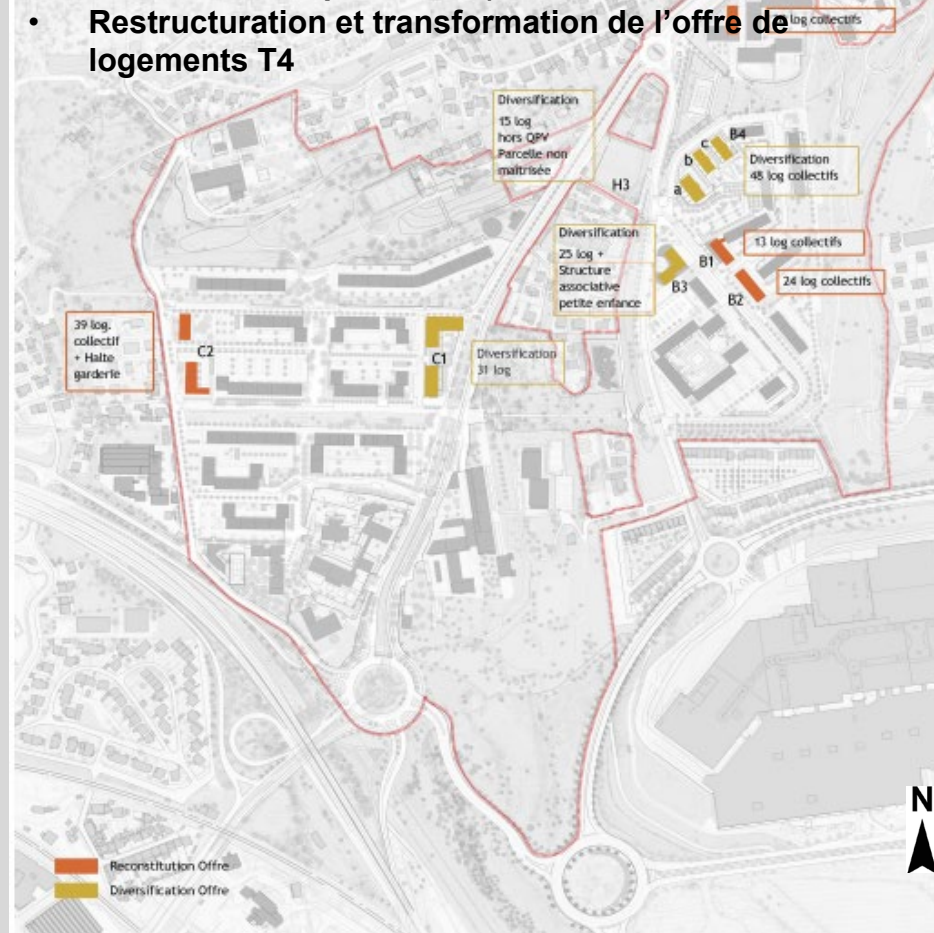 • Restructuration et transformation de l'offre de
logements T4
log collectifs
Diversification
15 log
hors QPV
Parcelle non
maîtrisée
H3
B4
c
b
a
Diversification
48 log collectifs
Diversification
25 log +
Structure
associative
petite enfance
B3
B1
13 log collectifs
B2
24 log collectifs
39 log.
collectif
+ Halte
garderie
C2
C1
Diversification
31 log
N
Reconstitution Offre
Diversification Offre